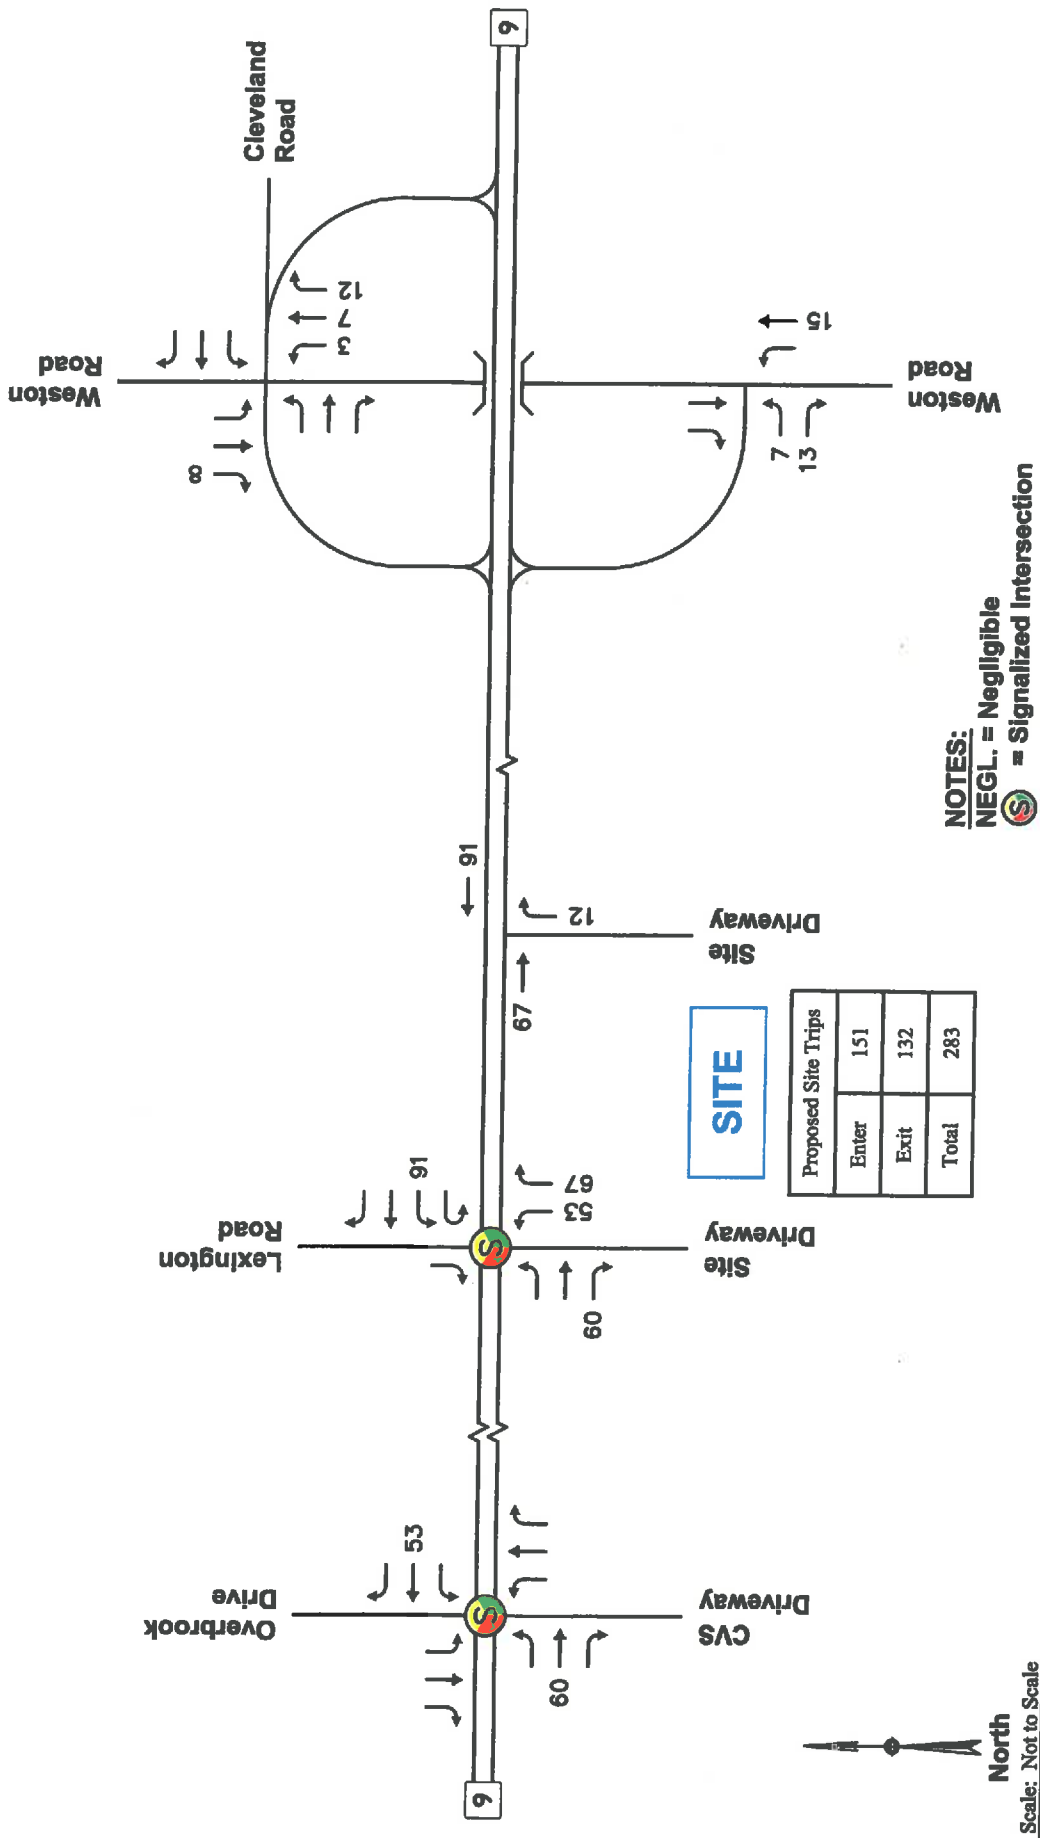 Weston
Road
Cleveland
Road
Overbrook
Drive
Lexington
Road
8
3
7
12
53
91
91
9
9
60
60
53
67
67
12
7
13
15
CVS
Driveway
Site
Driveway
Site
Driveway
Weston
Road
SITE
Proposed Site Trips
Enter 151
Exit 132
Total 283
North
Scale: Not to Scale
NOTES:
NEGL. = Negligible
S = Signalized Intersection
S
S